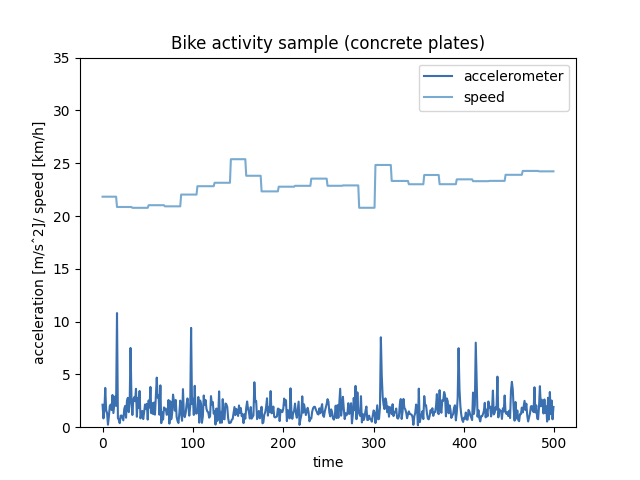 Bike activity sample (concrete plates)
accelerometer
speed
acceleration [m/sˆ2]/ speed [km/h]
35
30
25
20
15
10
5
0
0 100 200 300 400 500
time